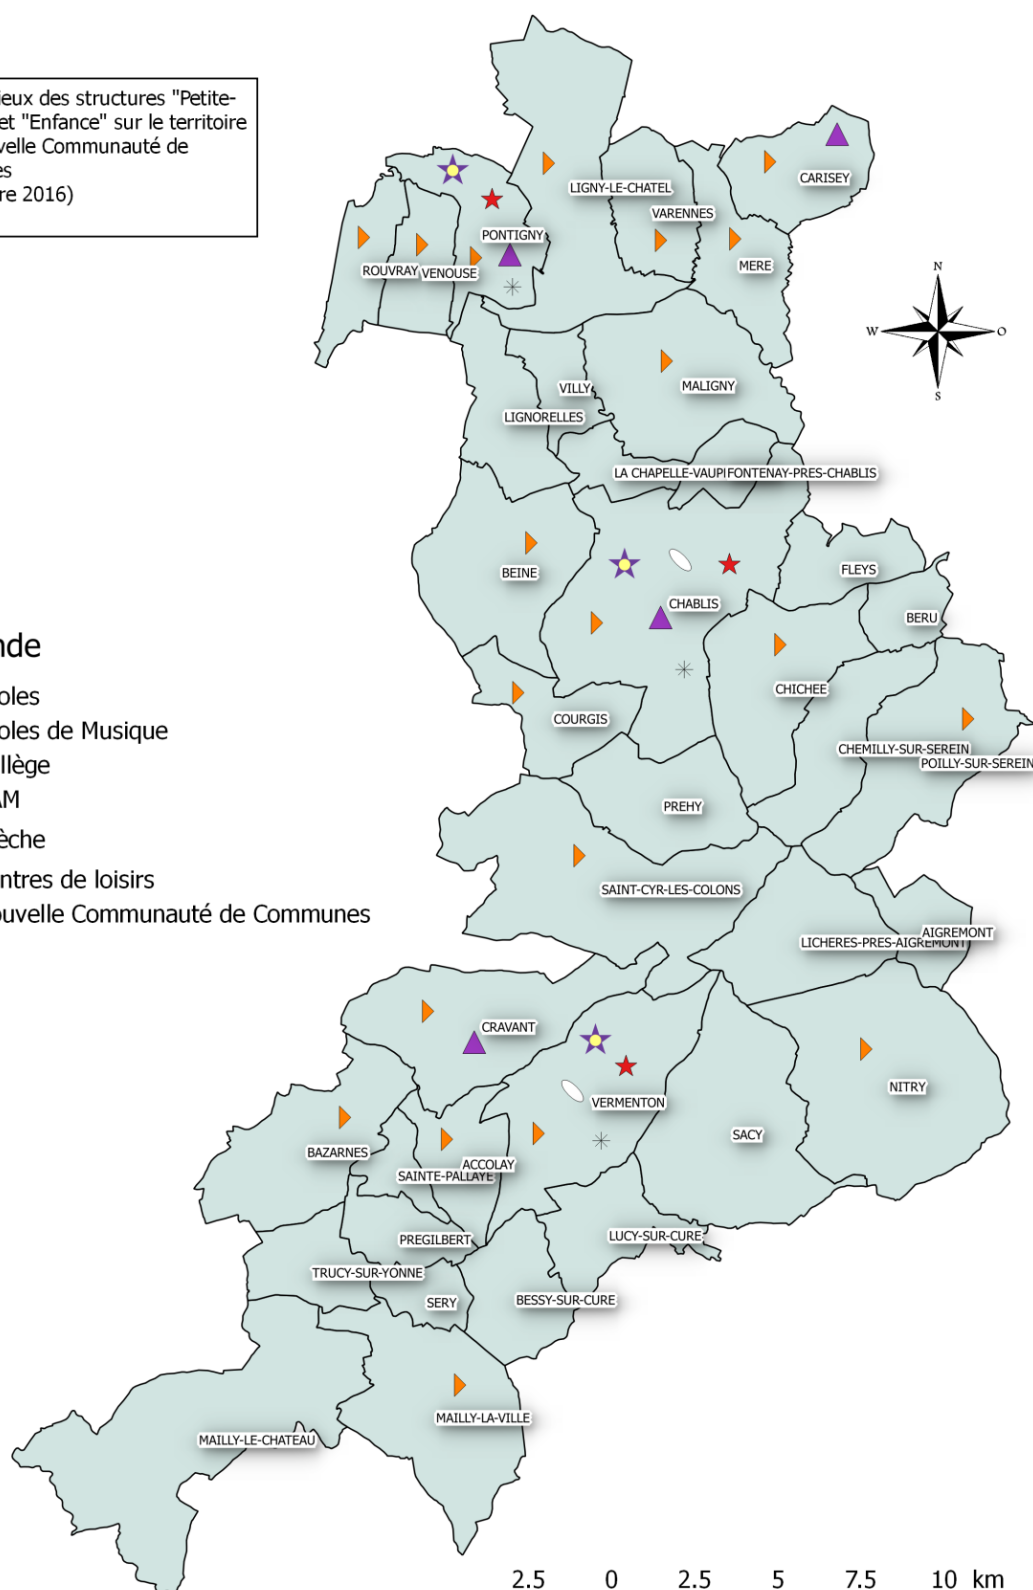 ieux des structures "Petite-
et "Enfance" sur le territoire
velle Communauté de
es
re 2016)
CARISEY
LIGNY-LE-CHATEL
VARENNES
PONTIGNY
MERE
ROUVRAY
VENOUSE
N
W
O
S
VILLY
MALIGNY
LIGNORELLES
LA CHAPELLE-VAUPI
FONTENAY-PRES-CHABLIS
BEINE
FLEYS
CHABLIS
BERU
nde
CHICHEE
oles
COURGIS
oles de Musique
CHEMILLY-SUR-SEREIN
POILLY-SUR-SEREIN
llège
AM
PREHY
èche
ntres de loisirs
SAINT-CYR-LES-COLONS
ouvelle Communauté de Communes
AIGREMONT
LICHERES-PRES-AIGREMONT
CRAVANT
NITRY
VERMENTON
SACY
BAZARNES
ACCOLAY
SAINTE-PALLAYE
LUCY-SUR-CURE
PREGILBERT
TRUCY-SUR-YONNE
SERY
BESSY-SUR-CURE
MAILLY-LA-VILLE
MAILLY-LE-CHATEAU
2.5 0 2.5 5 7.5 10 km